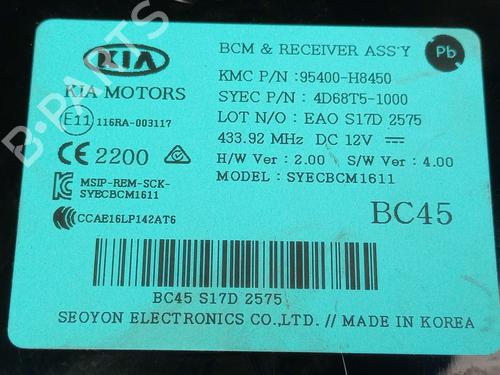 KIA
KIA MOTORS
BCM & RECEIVER ASS'Y
Pb
KMC P/N :95400-H8450
SYEC P/N : 4D68T5-1000
LOT N/O : EAO S17D 2575
433.92 MHz DC 12V
H/W Ver : 2.00 S/W Ver : 4.00
MODEL : SYECBCM1611
E11 116RA-003117
CE 2200
MSIP-REM-SCK-
SYECBCM1611
CCAE16LP142AT6
BC45
BC45 S17D 2575
SEOYON ELECTRONICS CO.,LTD. // MADE IN KOREA
B-PARTS